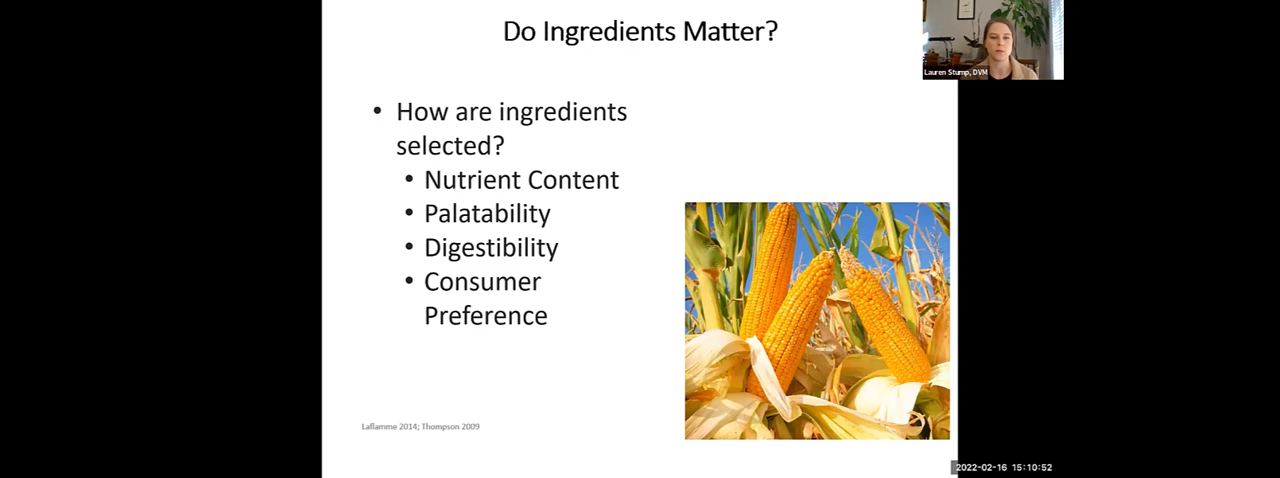 Do Ingredients Matter?
Lauren Stump, DVM
• How are ingredients
selected?
• Nutrient Content
• Palatability
• Digestibility
• Consumer
Preference
Laflamme 2014; Thompson 2009
2022-02-16 15:10:52